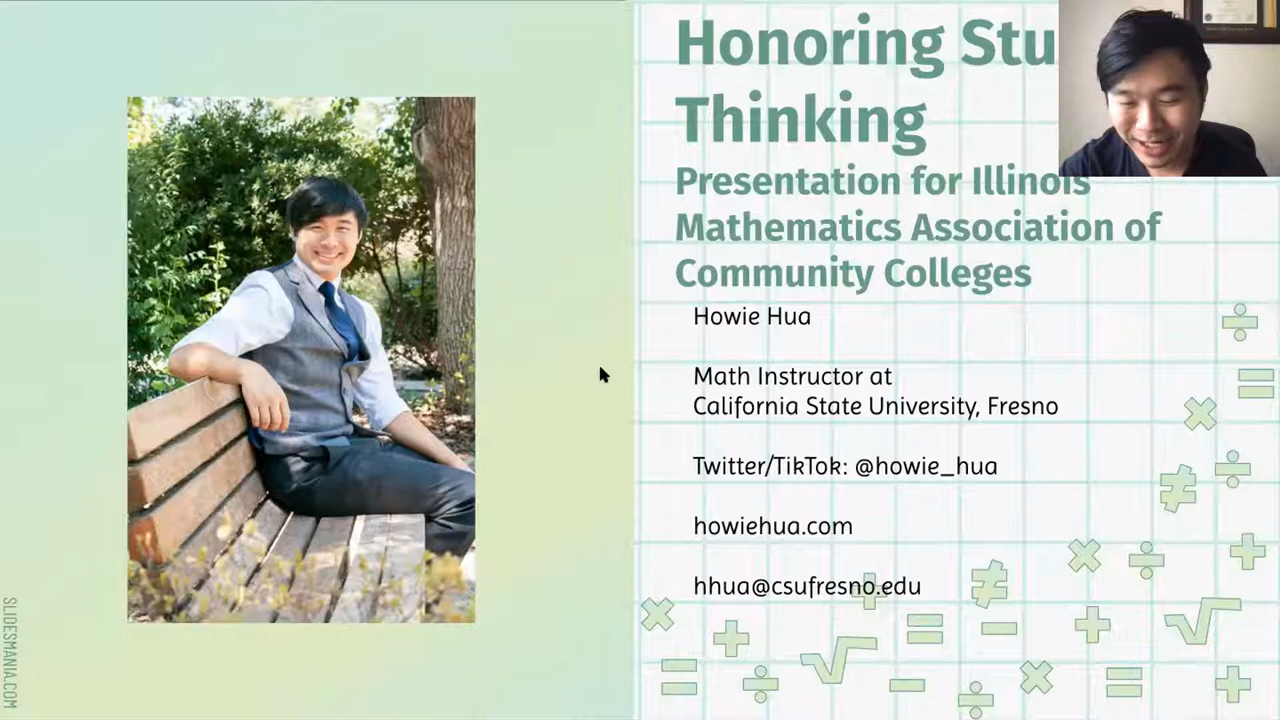 Honoring Stu
Thinking
Presentation for Illinois
Mathematics Association of
Community Colleges
Howie Hua
Math Instructor at
California State University, Fresno
Twitter/TikTok: @howie_hua
howiehua.com
hhua@csufresno.edu
SLIDESMANIA.COM